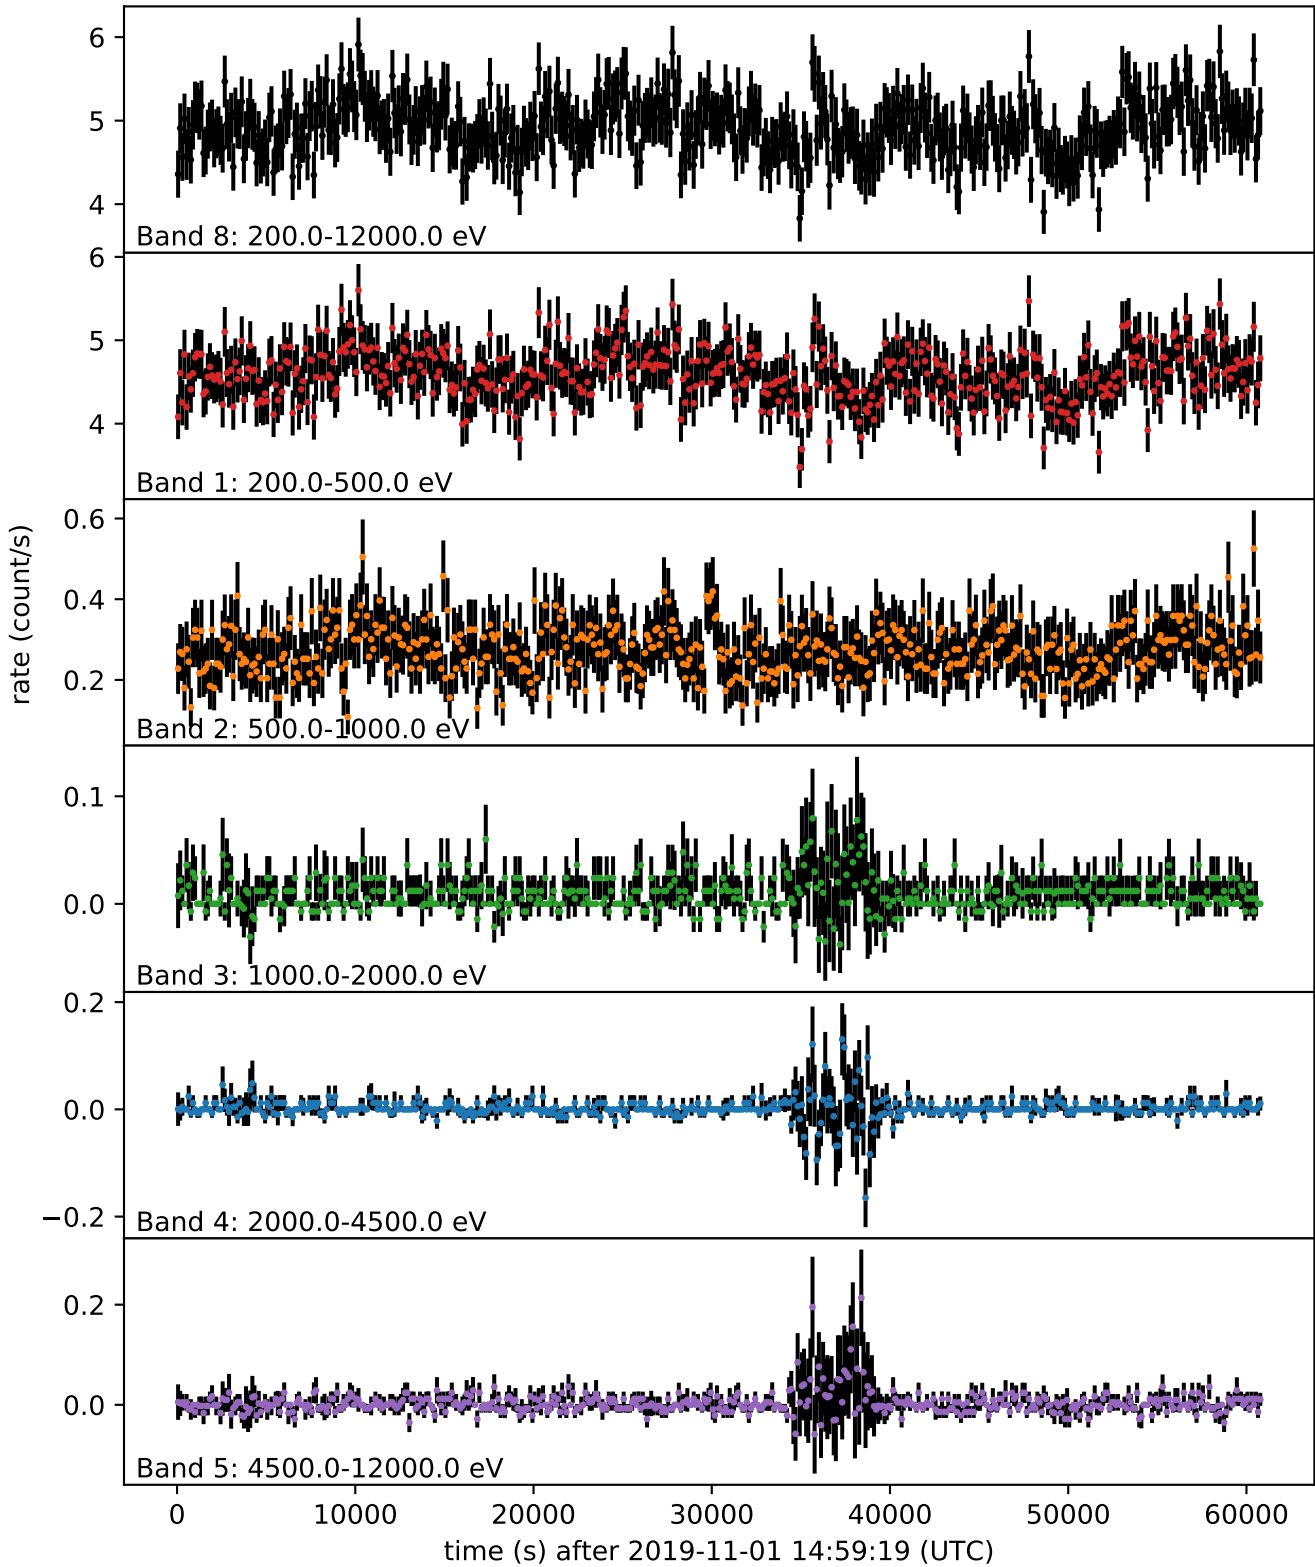 6
5
4
Band 8: 200.0-12000.0 eV
6
5
4
Band 1: 200.0-500.0 eV
rate (count/s)
0.6
0.4
0.2
Band 2: 500.0-1000.0 eV
0.1
0.0
Band 3: 1000.0-2000.0 eV
0.2
0.0
−0.2
Band 4: 2000.0-4500.0 eV
0.2
0.0
Band 5: 4500.0-12000.0 eV
0 10000 20000 30000 40000 50000 60000
time (s) after 2019-11-01 14:59:19 (UTC)